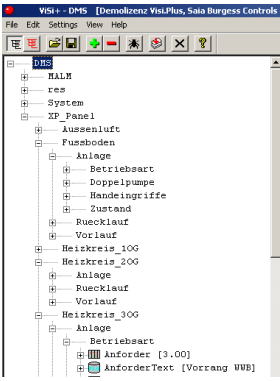 ViSi+ - DMS   [Demolizenz Visi.Plus, Saia Burgess Controls
File Edit Settings View Help
DMS
MALM
res
System
XP_Panel
Aussenluft
Fussboden
Anlage
Betriebsart
Doppelpumpe
Handeingriffe
Zustand
Ruecklauf
Vorlauf
Heizkreis_1OG
Heizkreis_2OG
Anlage
Ruecklauf
Vorlauf
Heizkreis_3OG
Anlage
Betriebsart
Anforder [3.00]
AnforderText [Vorrang WWB]